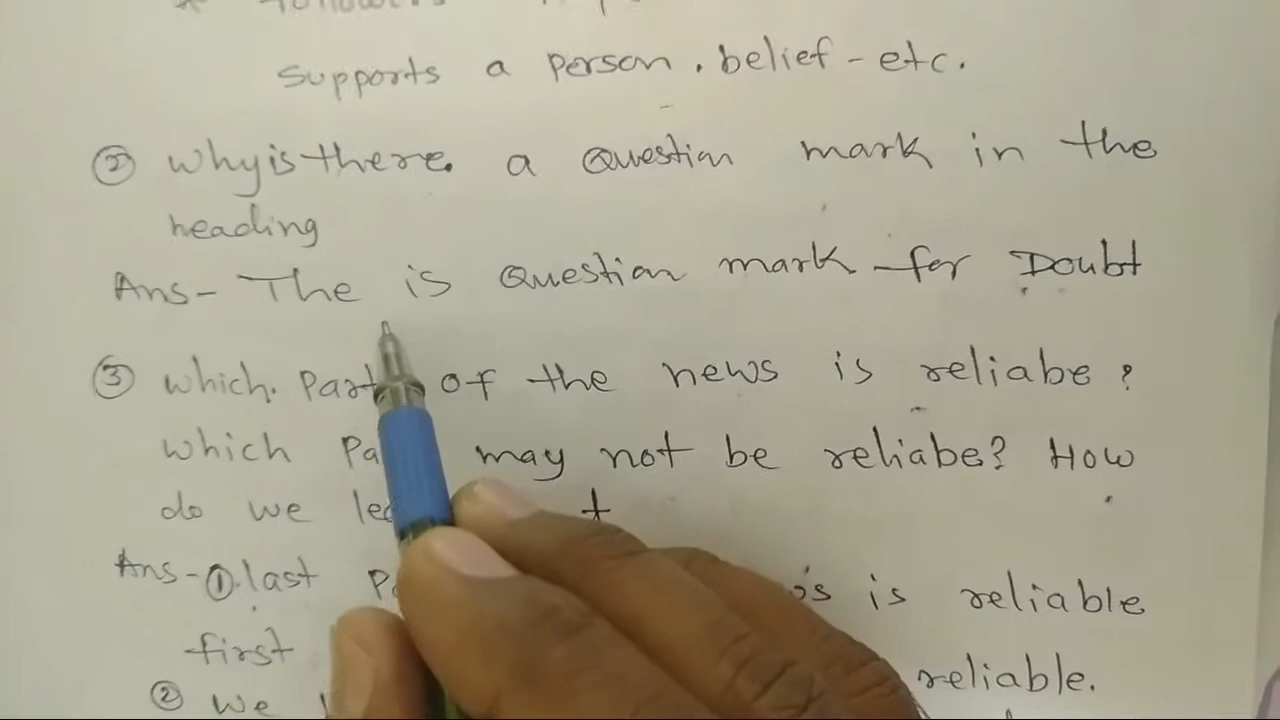 supports a person, belief - etc.
② Why is there a Question mark in the
heading
Ans- The is Question mark for Doubt
③ which. Part of the news is reliabe?
which may not be reliabe? How
do we
Ans- ① last is reliable
first reliable.
② we